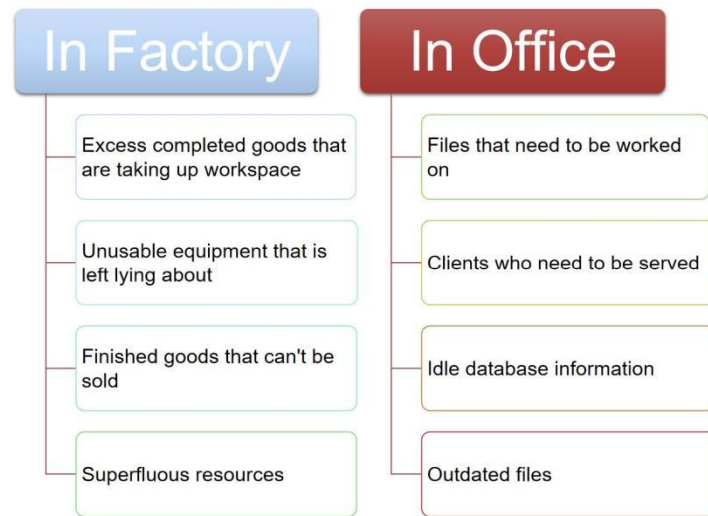 In Factory
Excess completed goods that
are taking up workspace
Unusable equipment that is
left lying about
Finished goods that can't be
sold
Superfluous resources
In Office
Files that need to be worked
on
Clients who need to be served
Idle database information
Outdated files